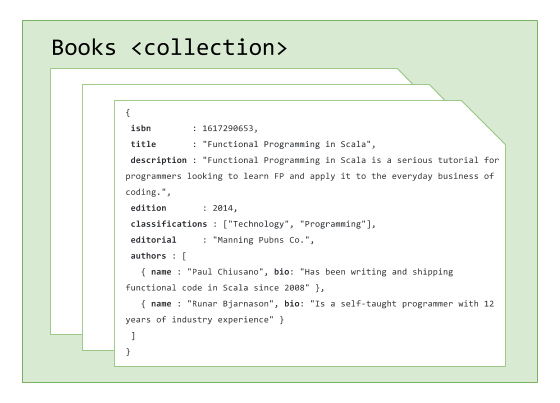 Books <collection>
{
isbn : 1617290653,
title : "Functional Programming in Scala",
description : "Functional Programming in Scala is a serious tutorial for
programmers looking to learn FP and apply it to the everyday business of
coding.",
edition : 2014,
classifications : ["Technology", "Programming"],
editorial : "Manning Pubns Co.",
authors : [
{ name : "Paul Chiusano", bio: "Has been writing and shipping
functional code in Scala since 2008" },
{ name : "Runar Bjarnason", bio: "Is a self-taught programmer with 12
years of industry experience" }
]
}